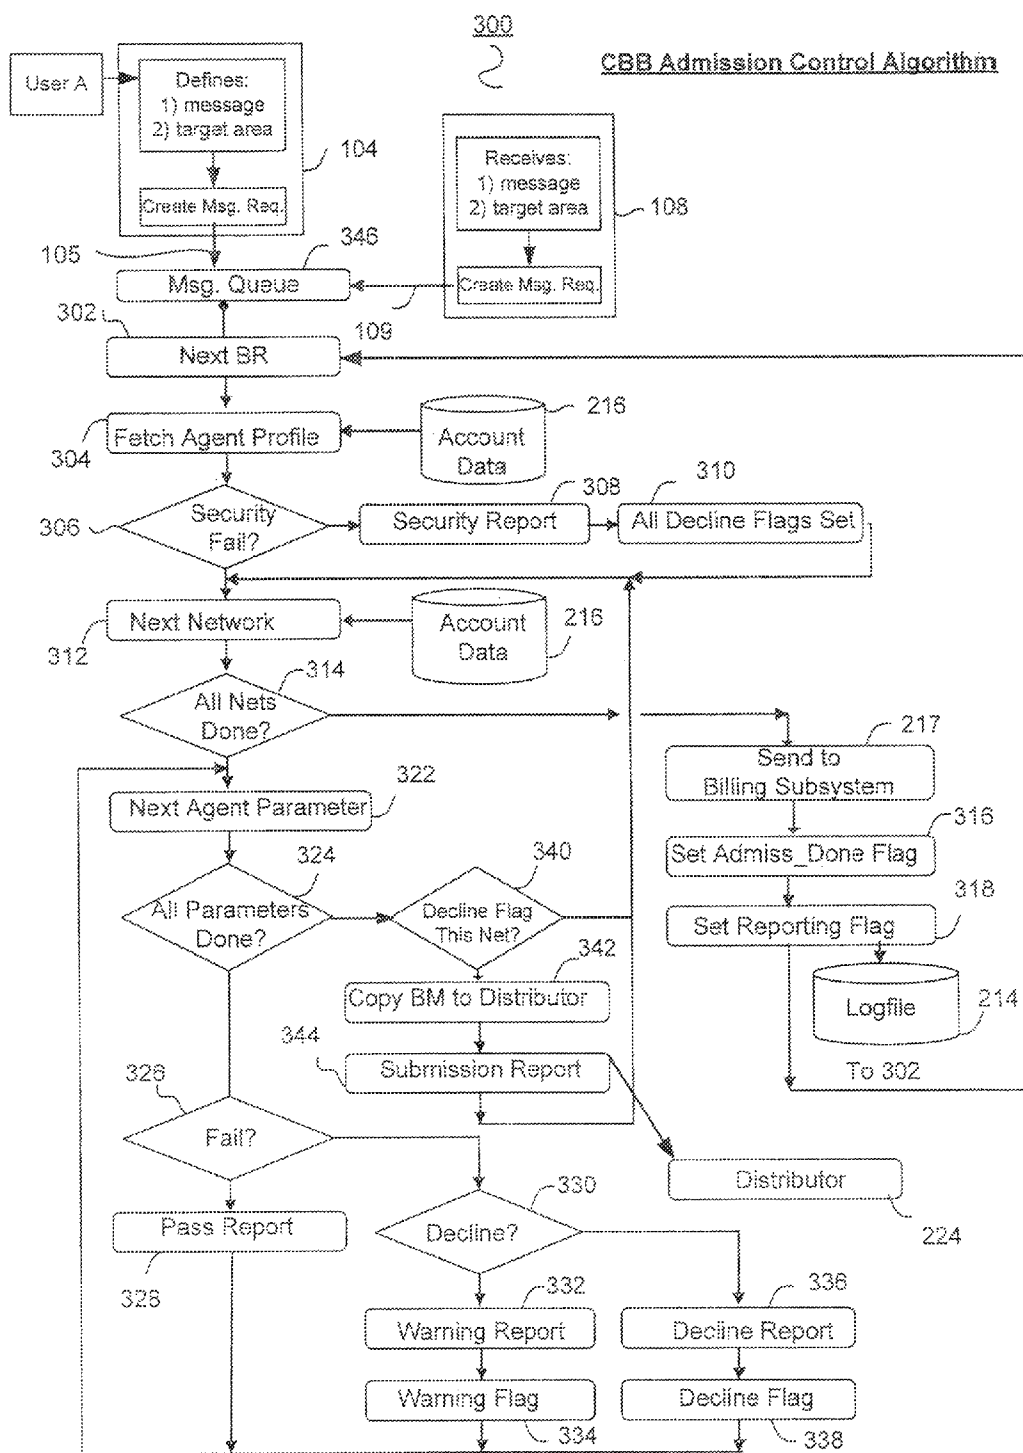 300
CBB Admission Control Algorithm
User A
Defines:
1) message
2) target area
104
Create Msg. Req.
Receives:
1) message
2) target area
108
Create Msg. Req.
105
346
Msg. Queue
109
302
Next BR
304
Fetch Agent Profile
216
Account
Data
306
Security
Fail?
308
Security Report
310
All Decline Flags Set
312
Next Network
Account
Data
216
314
All Nets
Done?
217
Send to
Billing Subsystem
322
Next Agent Parameter
316
Set Admiss_Done Flag
324
All Parameters
Done?
340
Decline Flag
This Net?
318
Set Reporting Flag
342
Copy BM to Distributor
Logfile
214
344
Submission Report
To 302
326
Fail?
Distributor
224
330
Decline?
Pass Report
328
332
Warning Report
336
Decline Report
Warning Flag
334
Decline Flag
338